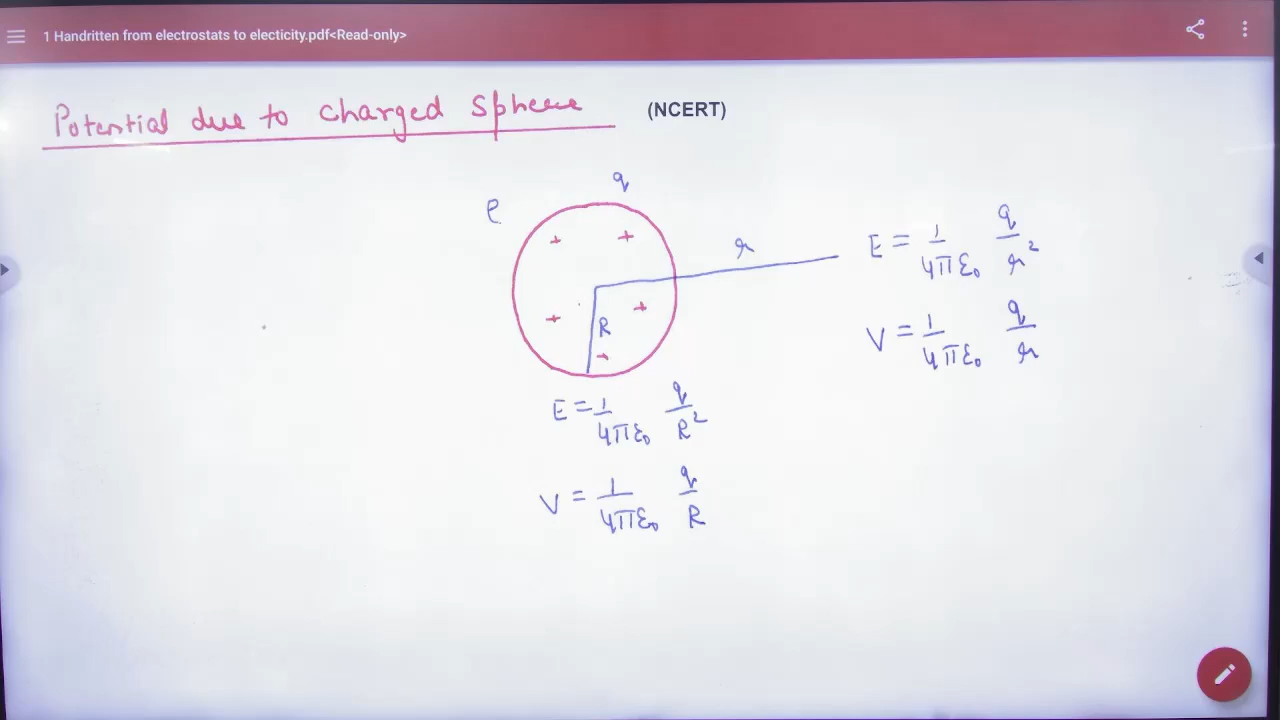 1 Handritten from electrostats to electicity.pdf<Read-only>
Potential due to charged Sphere (NCERT)
q
ρ
+ +
+ +
+
r
R
E = 1/4πε₀ q/r²
V = 1/4πε₀ q/r
E = 1/4πε₀ q/R²
V = 1/4πε₀ q/R